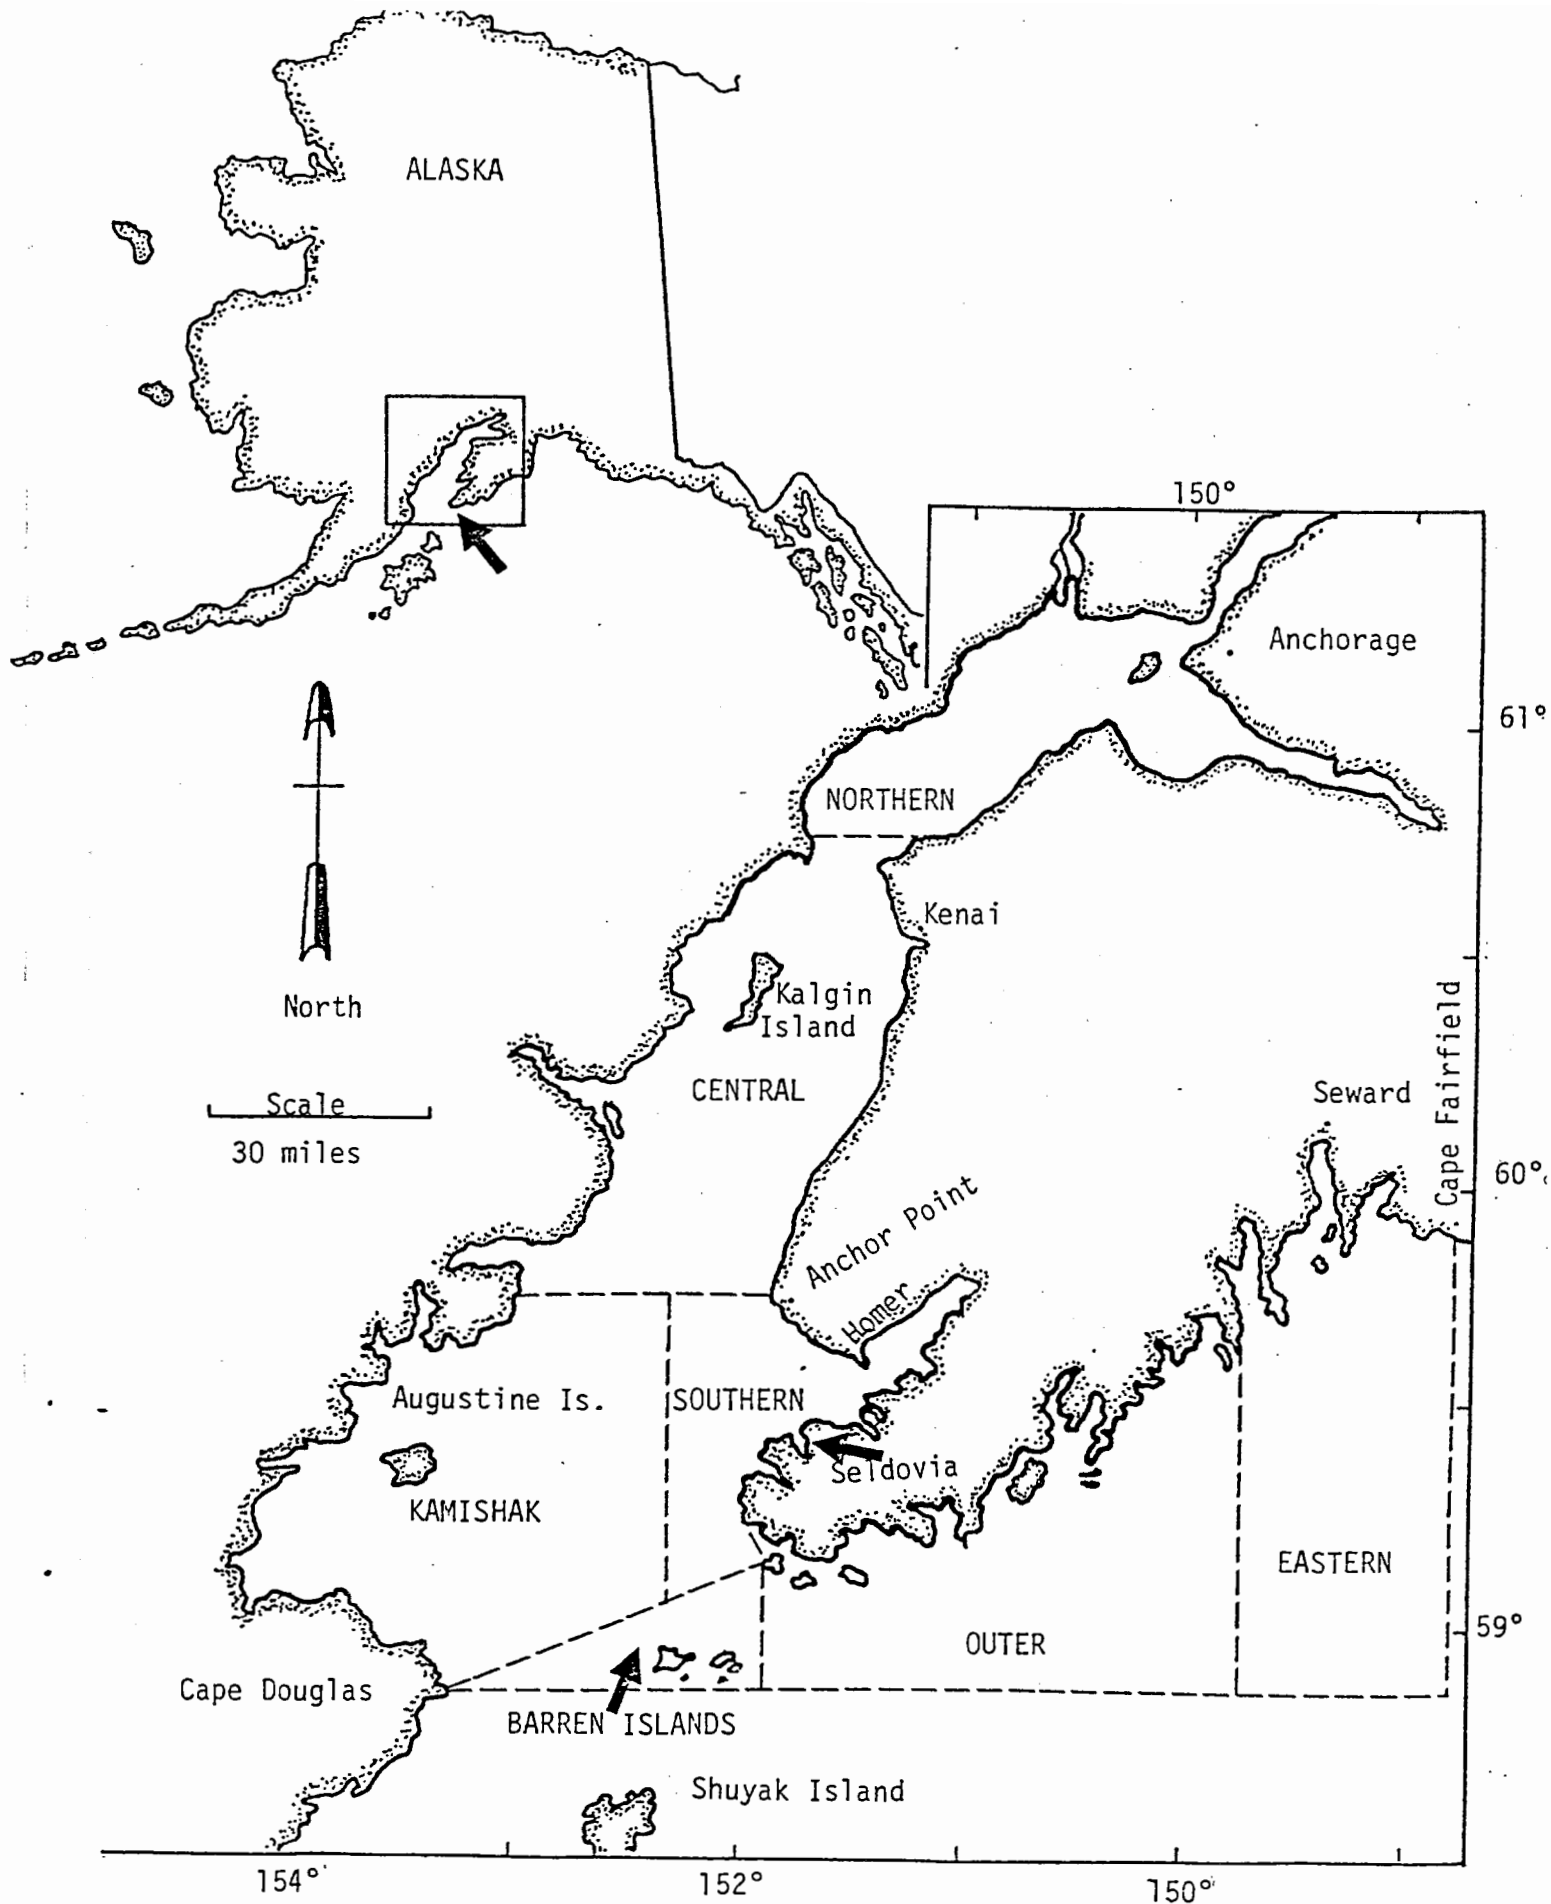 ALASKA
150°
Anchorage
61°
NORTHERN
Kenai
Kalgin
Island
North
CENTRAL
Scale
30 miles
Seward
Cape Fairfield
60°
Anchor Point
Homer
Augustine Is.
SOUTHERN
Seldovia
KAMISHAK
EASTERN
59°
OUTER
Cape Douglas
BARREN ISLANDS
Shuyak Island
154°
152°
150°